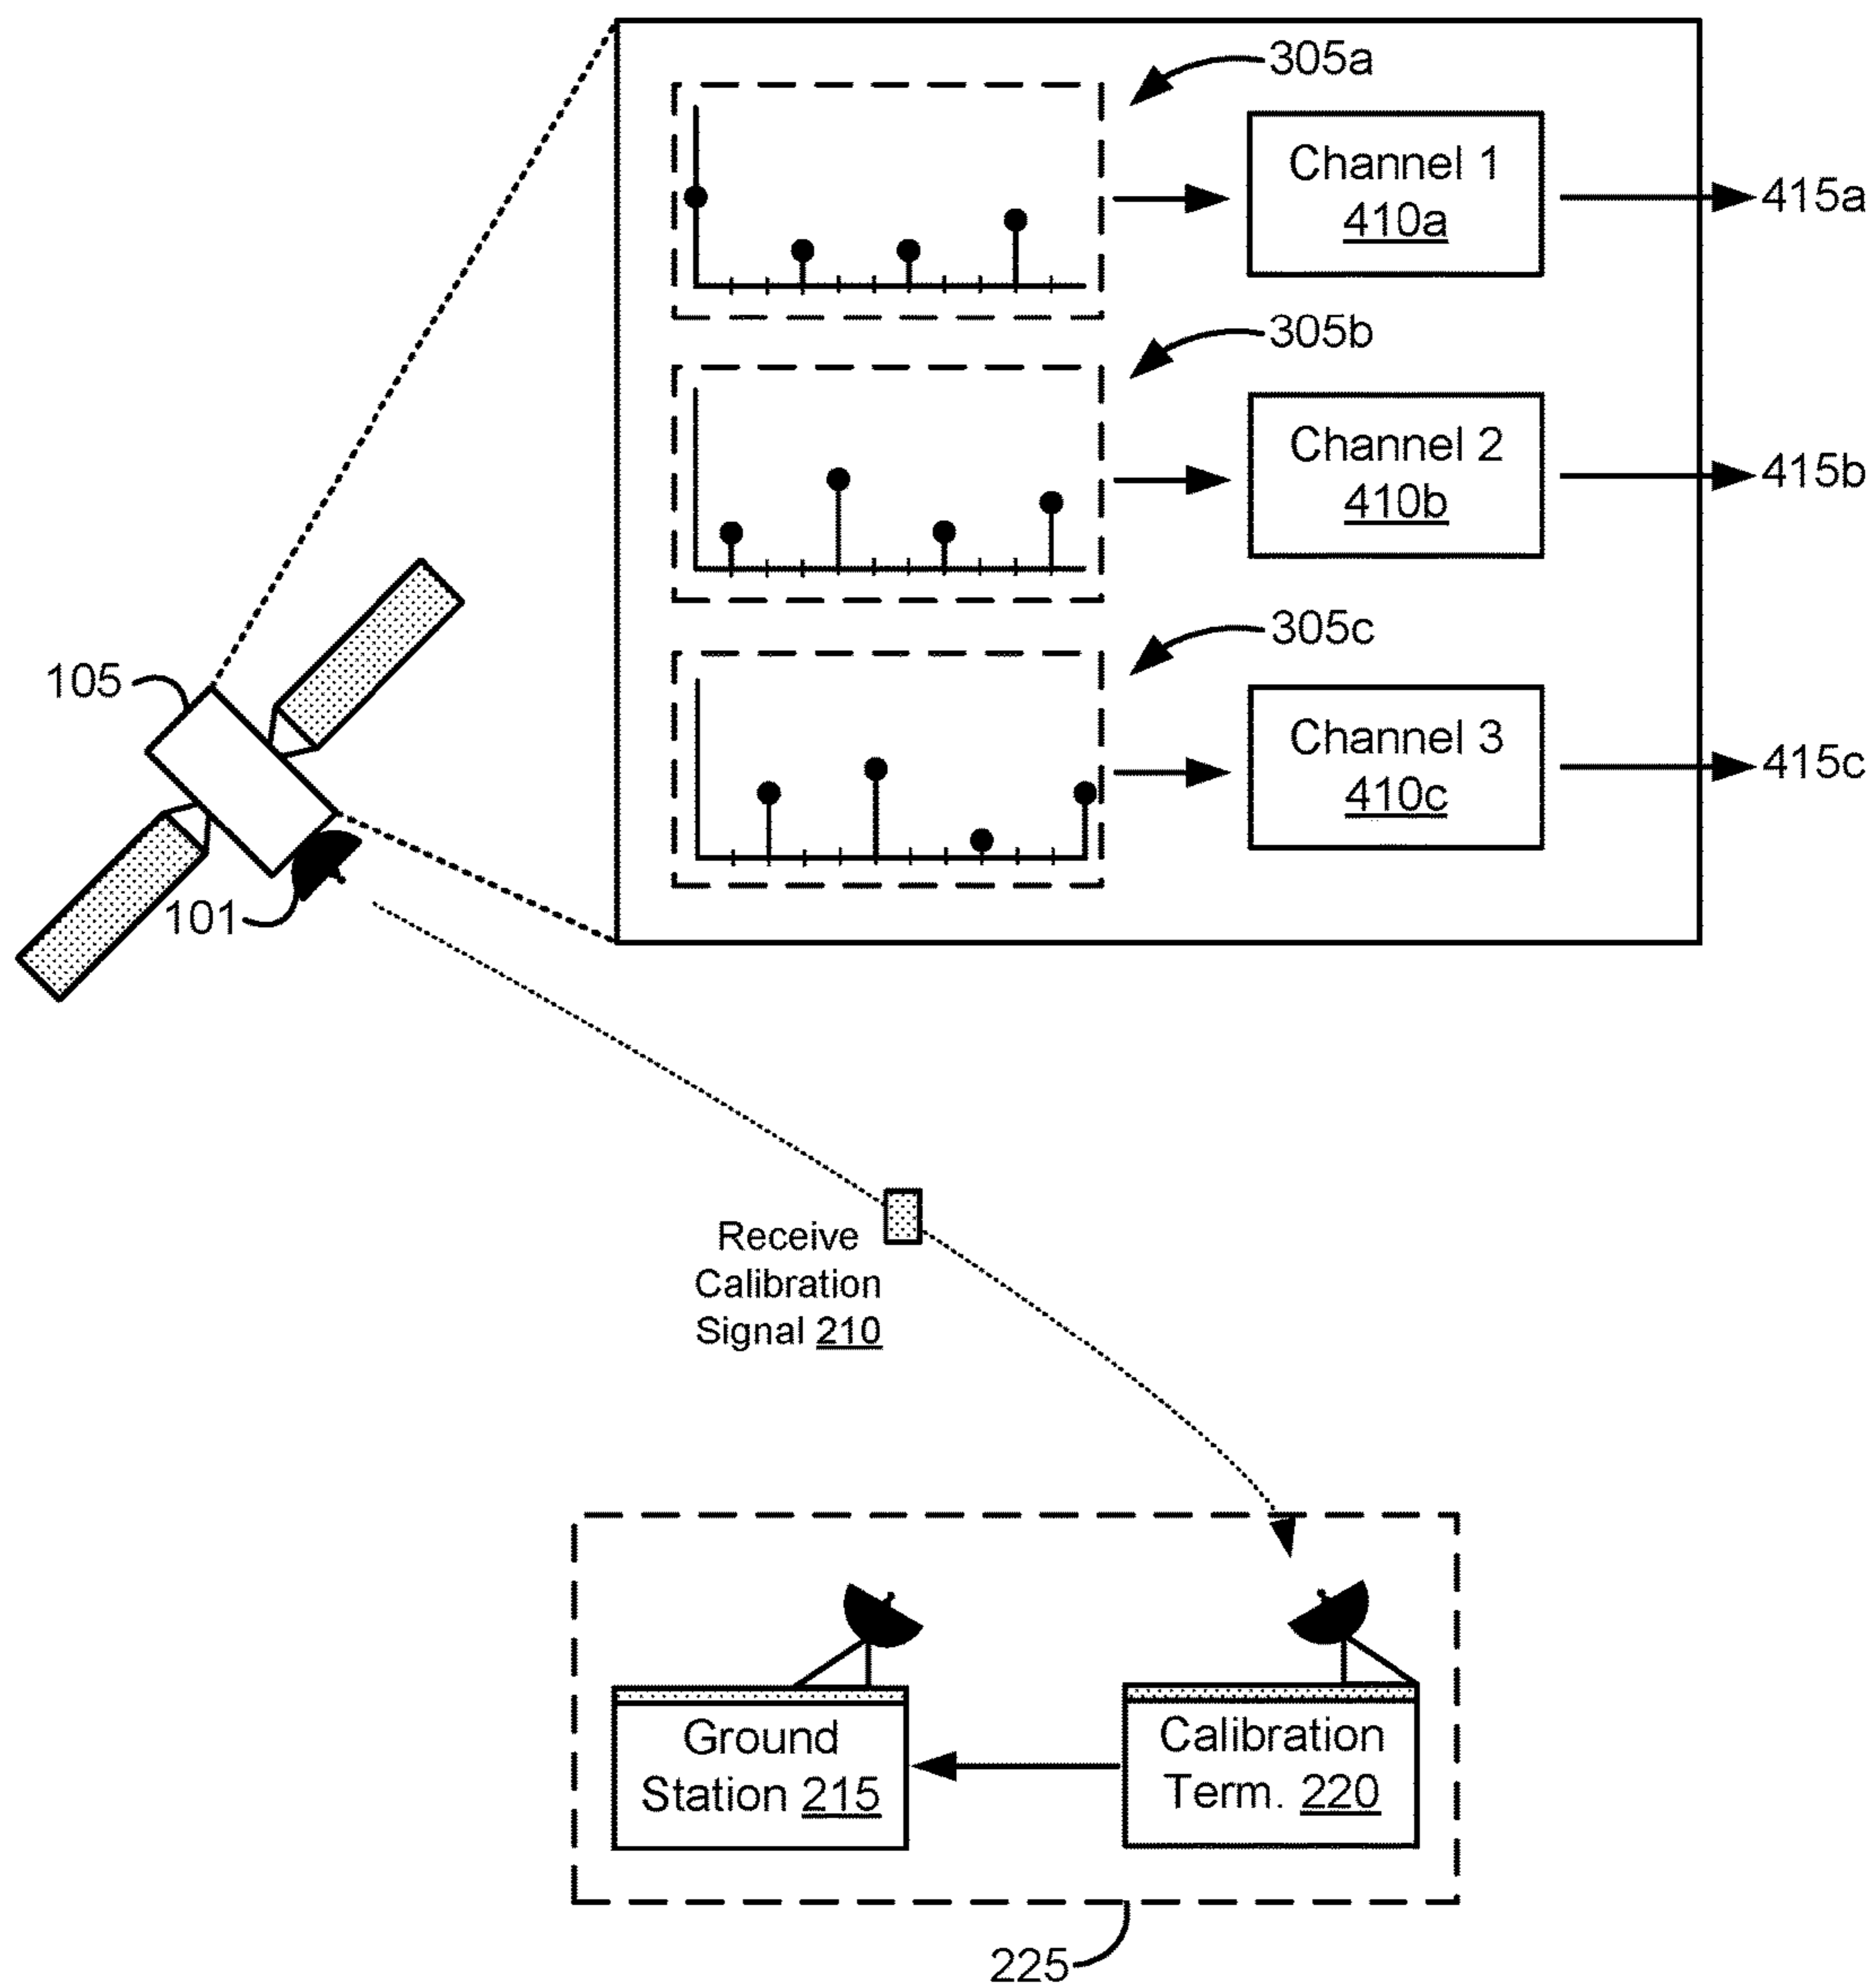 305a
Channel 1
410a
415a
305b
Channel 2
410b
415b
305c
Channel 3
410c
415c
105
101
Receive
Calibration
Signal 210
Ground
Station 215
Calibration
Term. 220
225